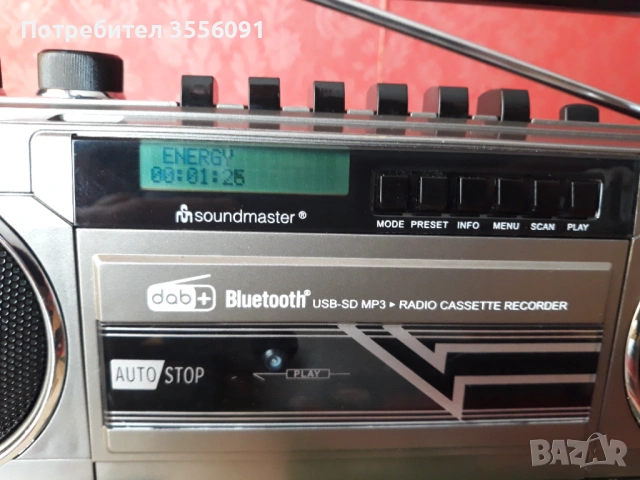 Потребител 3556091
ENERGY
00:01:25
soundmaster®
MODE PRESET INFO MENU SCAN PLAY
dab+ Bluetooth® USB-SD MP3 ▸ RADIO CASSETTE RECORDER
AUTO STOP
PLAY
BAZAR